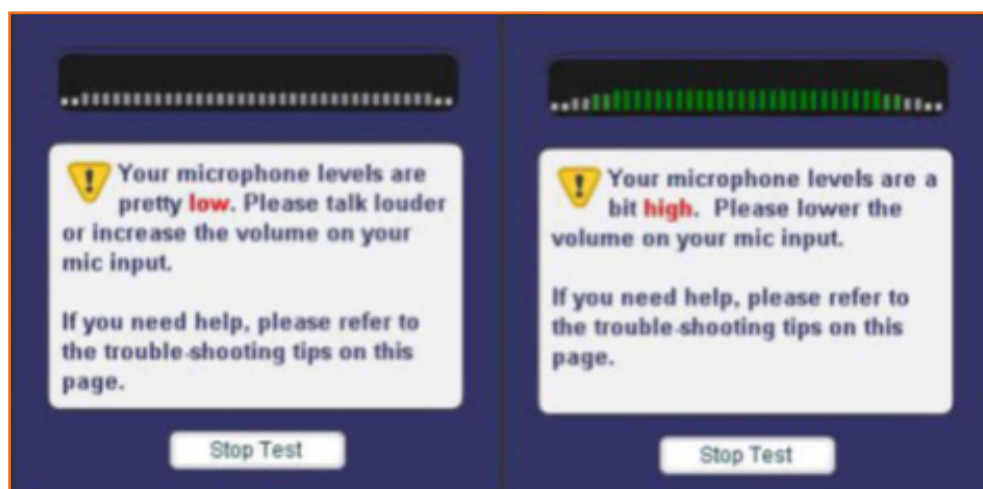 Your microphone levels are
pretty low. Please talk louder
or increase the volume on your
mic input.
If you need help, please refer to
the trouble-shooting tips on this
page.
Stop Test
Your microphone levels are a
bit high. Please lower the
volume on your mic input.
If you need help, please refer to
the trouble-shooting tips on this
page.
Stop Test